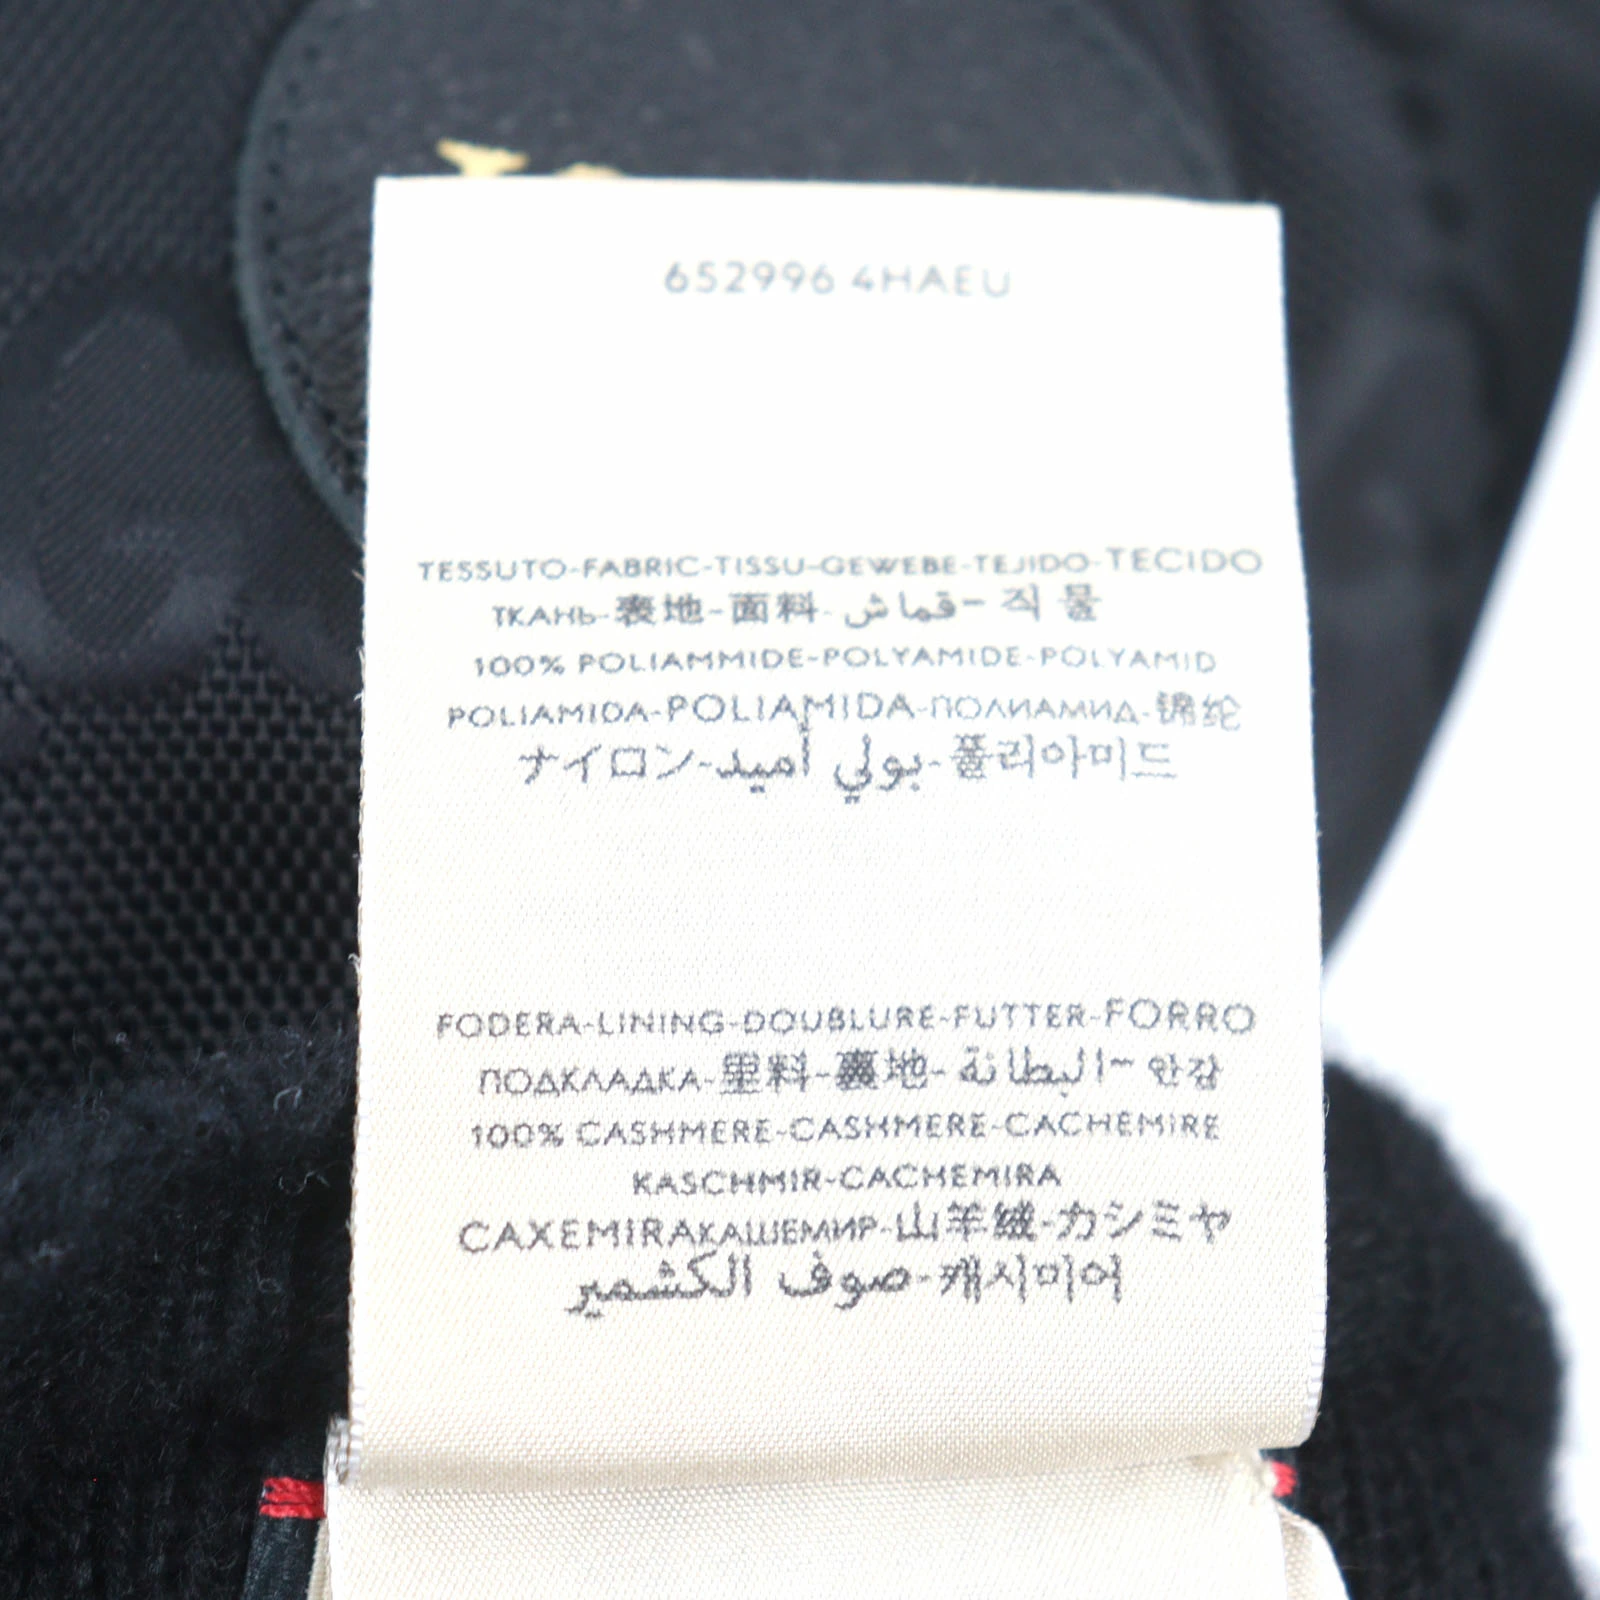 652996 4HAEU
TESSUTO-FABRIC-TISSU-GEWEBE-TEJIDO-TECIDO
ТКАНЬ-表地-面料-قماش-직물
100% POLIAMMIDE-POLYAMIDE-POLYAMID
POLIAMIDA-POLIAMIDA-ПОЛИАМИД-锦纶
ナイロン-بولي أميد-폴리아미드
FODERA-LINING-DOUBLURE-FUTTER-FORRO
ПОДКЛАДКА-里料-裏地-البطانة-안감
100% CASHMERE-CASHMERE-CACHEMIRE
KASCHMIR-CACHEMIRA
CAXEMIRAКАШЕМИР-山羊绒-カシミヤ
صوف الكشمير-캐시미어